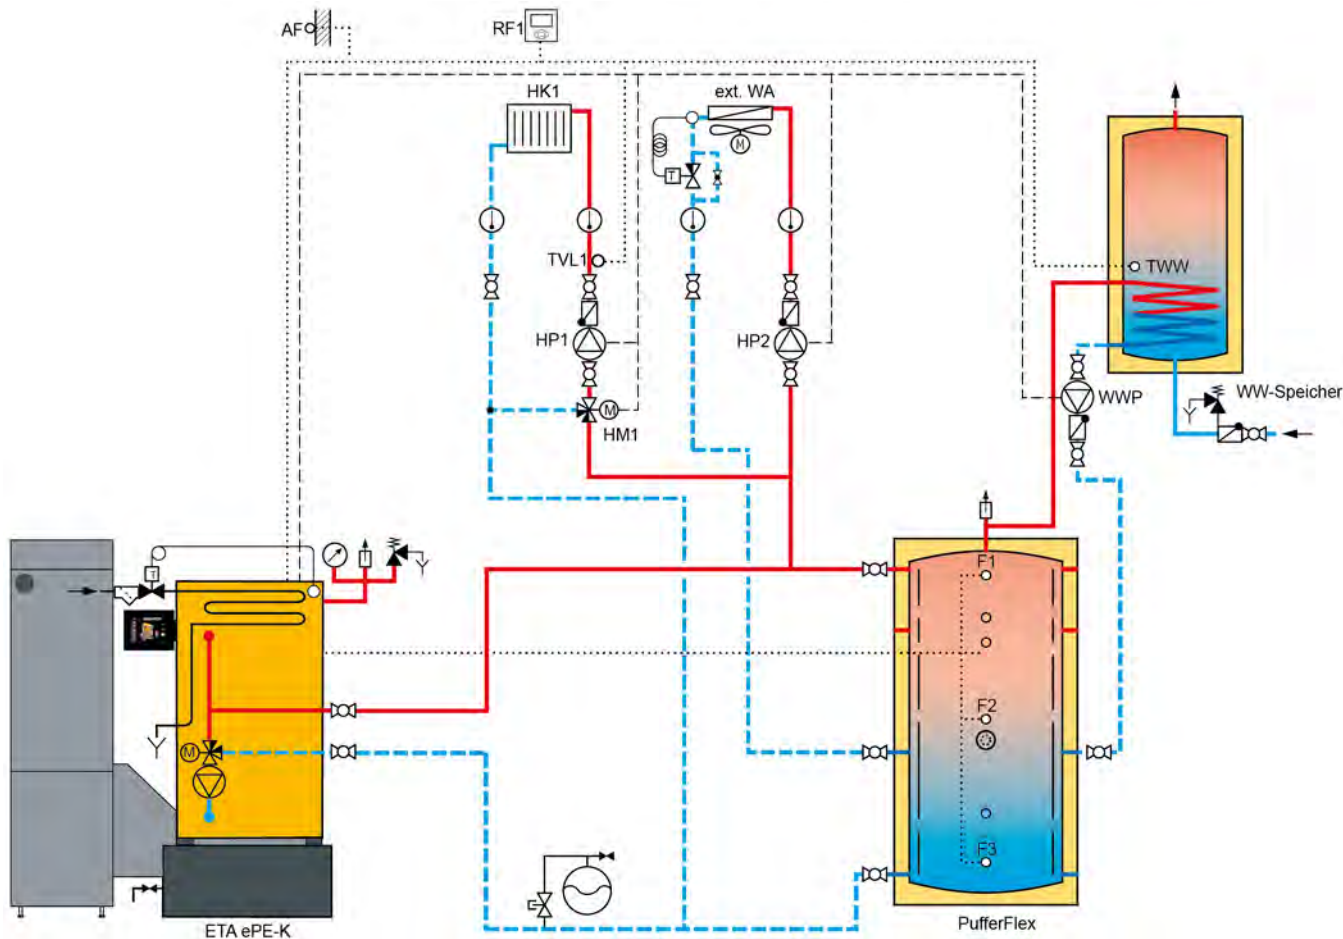 AF
RF1
HK1
ext. WA
M
T
TVL1
TWW
HP1
HP2
WWP
WW-Speicher
M
HM1
F1
T
F2
M
F3
ETA ePE-K
PufferFlex